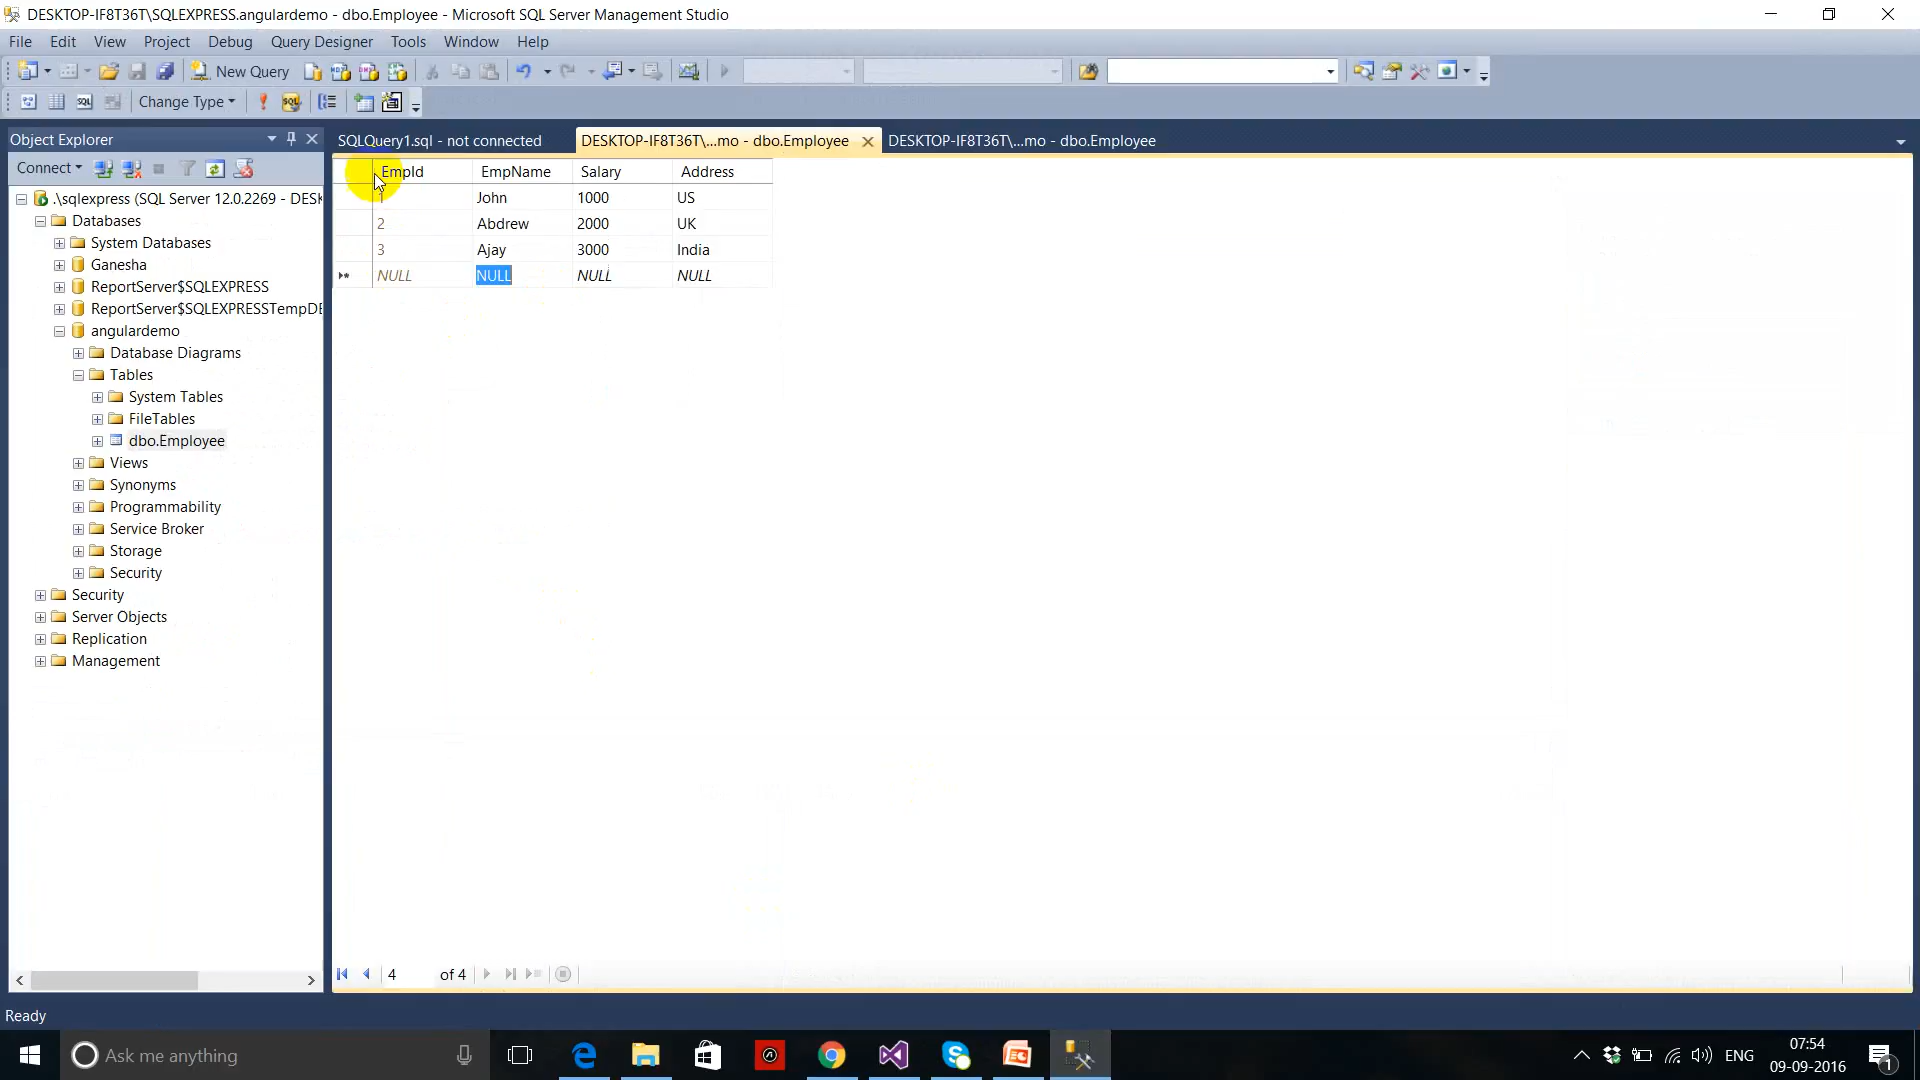 DESKTOP-IF8T36T\SQLEXPRESS.angulardemo - dbo.Employee - Microsoft SQL Server Management Studio
File Edit View Project Debug Query Designer Tools Window Help
New Query
Change Type
Object Explorer
SQLQuery1.sql - not connected
DESKTOP-IF8T36T\...mo - dbo.Employee
DESKTOP-IF8T36T\...mo - dbo.Employee
Connect
.\sqlexpress (SQL Server 12.0.2269 - DESK
Databases
System Databases
Ganesha
ReportServer$SQLEXPRESS
ReportServer$SQLEXPRESSTempDB
angulardemo
Database Diagrams
Tables
System Tables
FileTables
dbo.Employee
Views
Synonyms
Programmability
Service Broker
Storage
Security
Security
Server Objects
Replication
Management
EmpId EmpName Salary Address
1 John 1000 US
2 Abdrew 2000 UK
3 Ajay 3000 India
NULL NULL NULL NULL
4 of 4
Ready
Ask me anything
ENG
07:54
09-09-2016
1